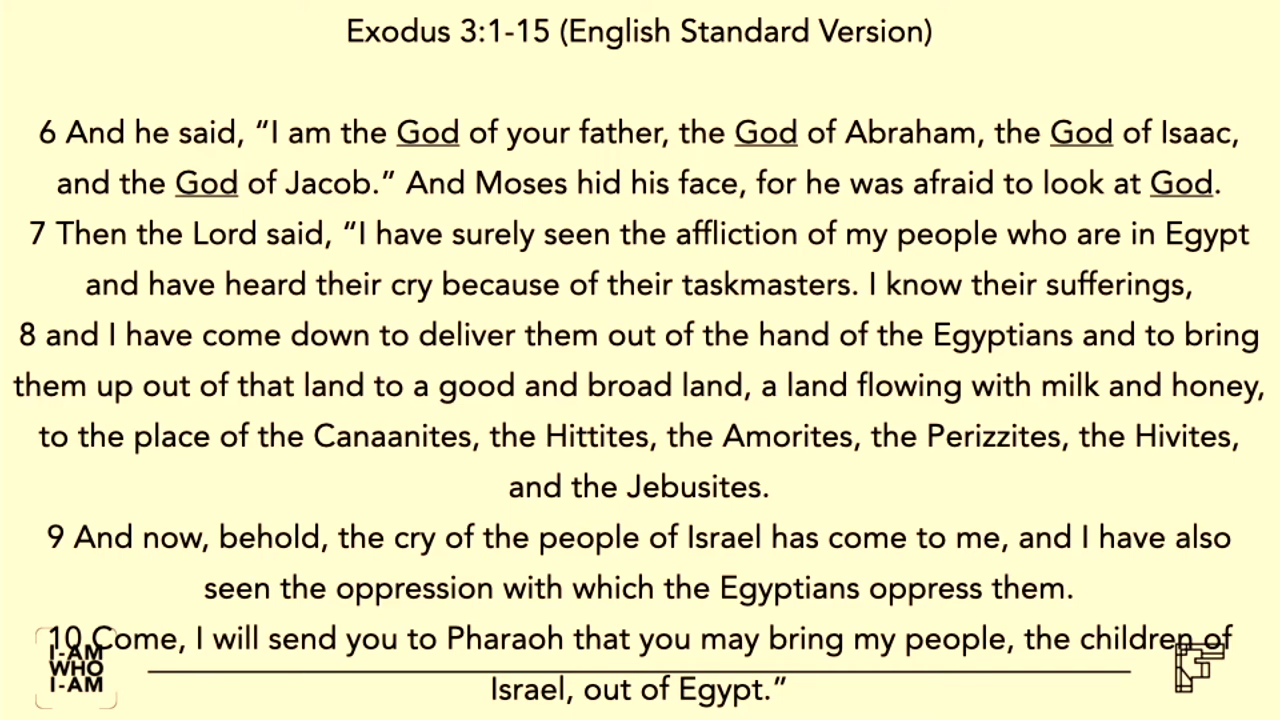 Exodus 3:1-15 (English Standard Version)
6 And he said, “I am the God of your father, the God of Abraham, the God of Isaac,
and the God of Jacob.” And Moses hid his face, for he was afraid to look at God.
7 Then the Lord said, “I have surely seen the affliction of my people who are in Egypt
and have heard their cry because of their taskmasters. I know their sufferings,
8 and I have come down to deliver them out of the hand of the Egyptians and to bring
them up out of that land to a good and broad land, a land flowing with milk and honey,
to the place of the Canaanites, the Hittites, the Amorites, the Perizzites, the Hivites,
and the Jebusites.
9 And now, behold, the cry of the people of Israel has come to me, and I have also
seen the oppression with which the Egyptians oppress them.
10 Come, I will send you to Pharaoh that you may bring my people, the children of
Israel, out of Egypt.”
I-AM
WHO
I-AM